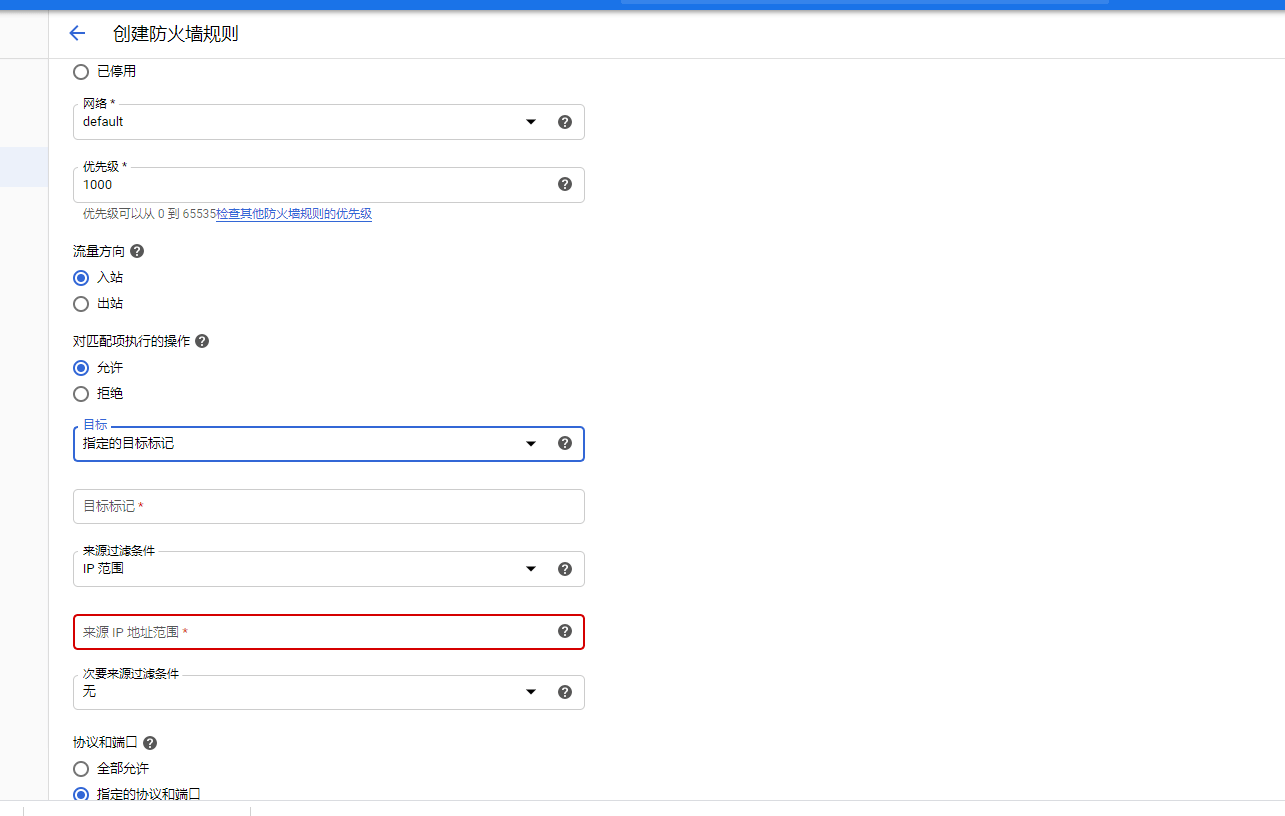 创建防火墙规则
已停用
网络 *
default
优先级 *
1000
优先级可以从 0 到 65535检查其他防火墙规则的优先级
流量方向
入站
出站
对匹配项执行的操作
允许
拒绝
目标
指定的目标标记
目标标记 *
来源过滤条件
IP 范围
来源 IP 地址范围 *
次要来源过滤条件
无
协议和端口
全部允许
指定的协议和端口